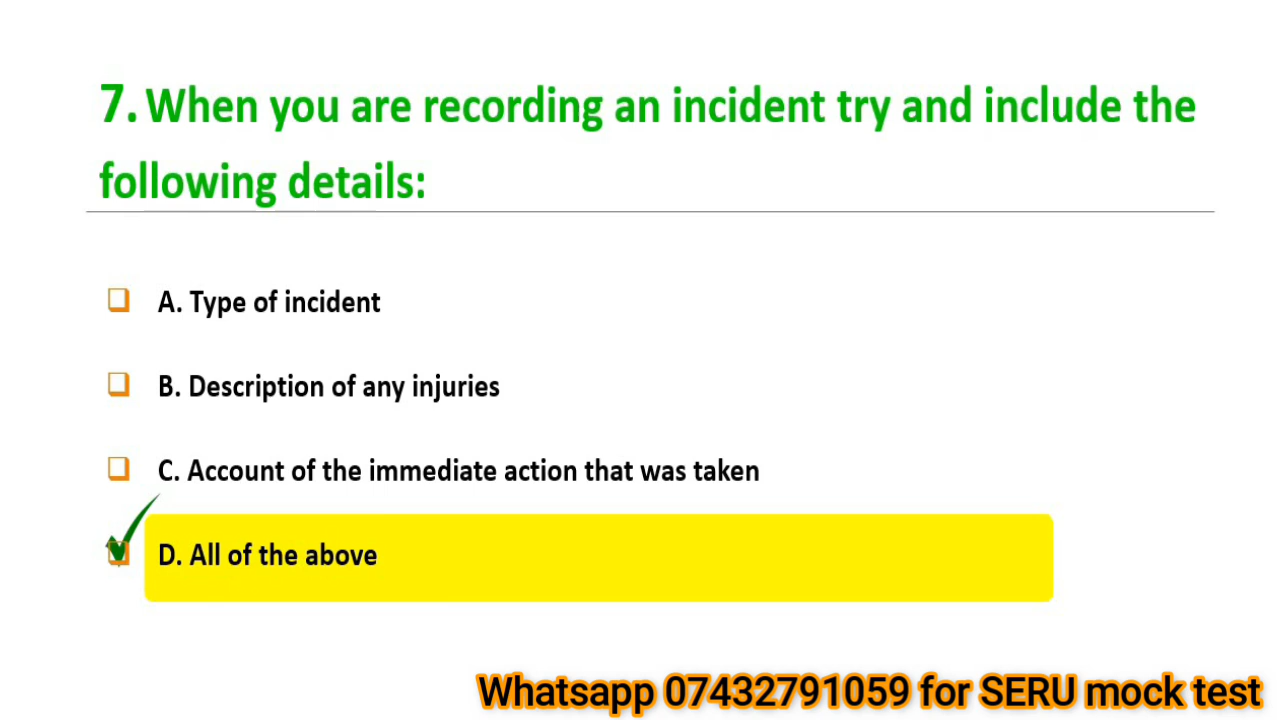 7. When you are recording an incident try and include the
following details:
A. Type of incident
B. Description of any injuries
C. Account of the immediate action that was taken
D. All of the above
Whatsapp 07432791059 for SERU mock test